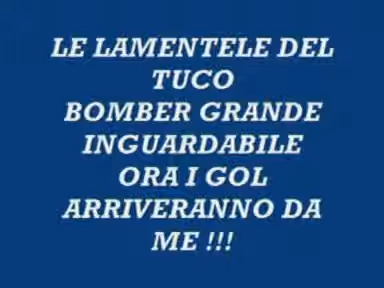 LE LAMENTELE DEL
TUCO
BOMBER GRANDE
INGUARDABILE
ORA I GOL
ARRIVERANNO DA
ME !!!